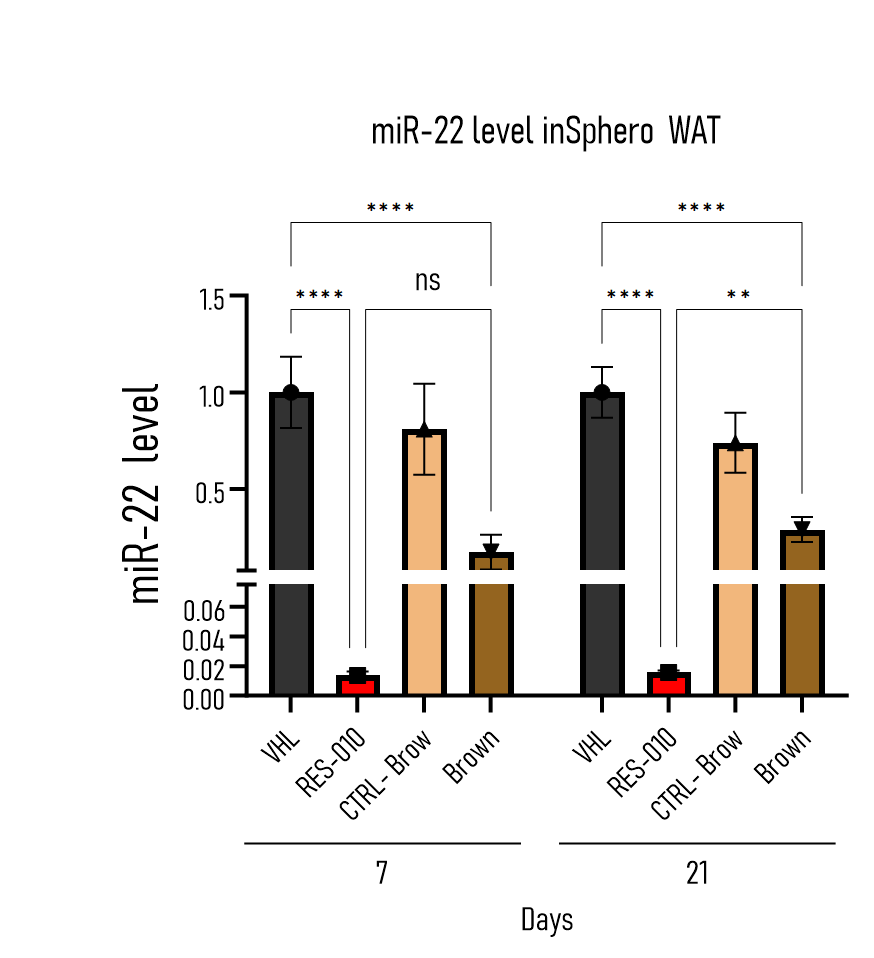 miR-22 level inSphero WAT
**** ****
ns
**** **** **
miR-22 level
1.5
1.0
0.5
0.06
0.04
0.02
0.00
VHL RES-010 CTRL- Brow Brown VHL RES-010 CTRL- Brow Brown
7 21
Days